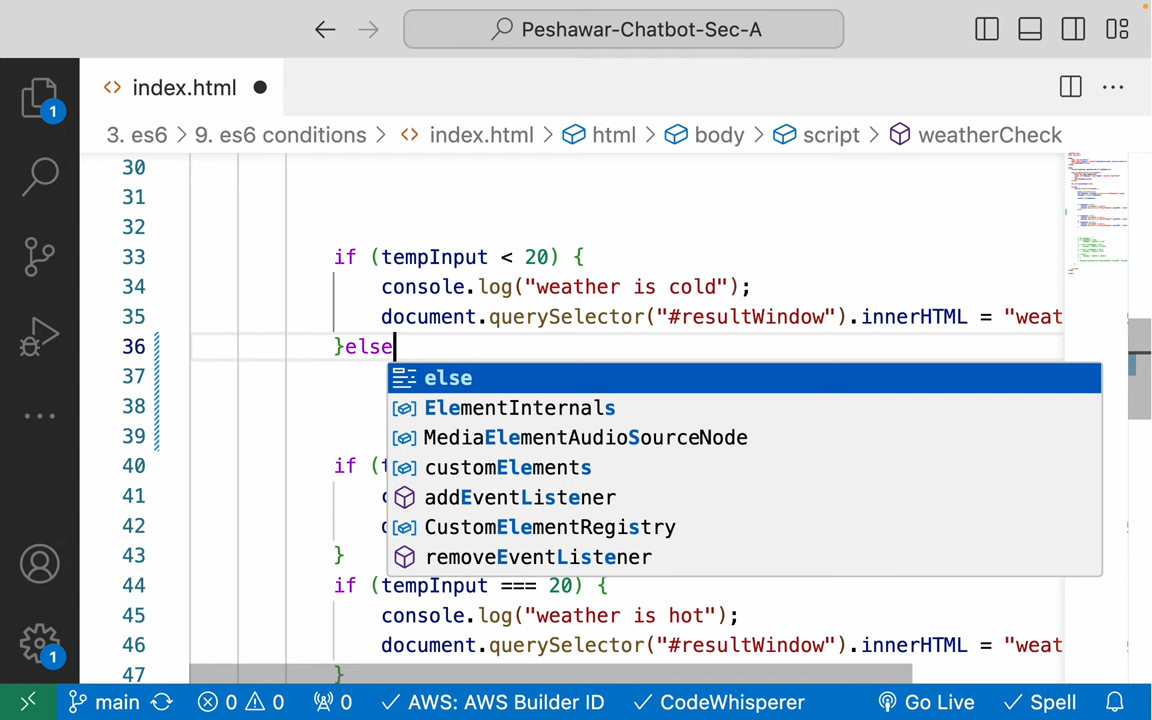 Peshawar-Chatbot-Sec-A
index.html
1
3. es6 > 9. es6 conditions > index.html > html > body > script > weatherCheck
30
31
32
33 if (tempInput < 20) {
34 console.log("weather is cold");
35 document.querySelector("#resultWindow").innerHTML = "weat
36 }else
37 else
38 ElementInternals
39 MediaElementAudioSourceNode
40 if (t customElements
41 c addEventListener
42 d CustomElementRegistry
43 } removeEventListener
44 if (tempInput === 20) {
45 console.log("weather is hot");
46 document.querySelector("#resultWindow").innerHTML = "weat
47 }
1
main 0 0 0 AWS: AWS Builder ID CodeWhisperer Go Live Spell